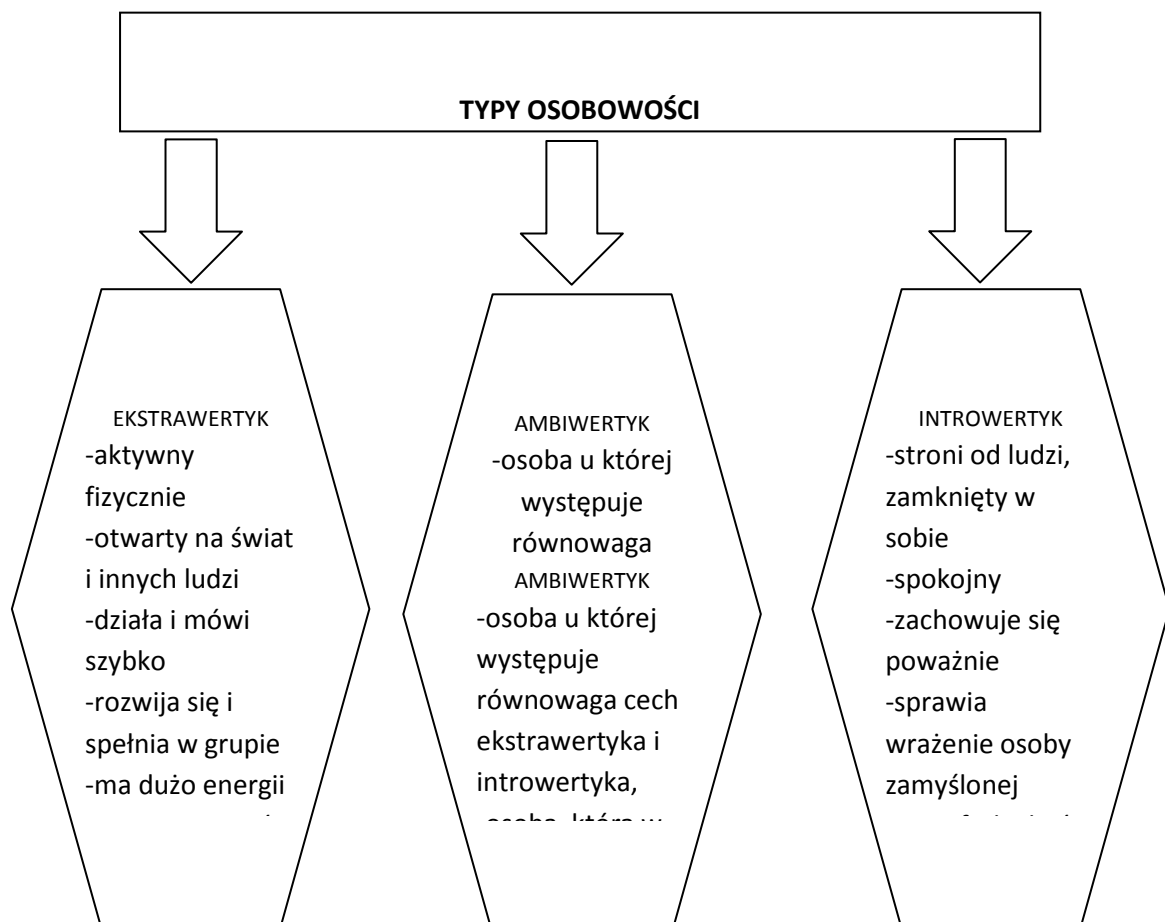 TYPY OSOBOWOŚCI
EKSTRAWERTYK
-aktywny
fizycznie
-otwarty na świat
i innych ludzi
-działa i mówi
szybko
-rozwija się i
spełnia w grupie
-ma dużo energii
AMBIWERTYK
-osoba u której
występuje
równowaga
AMBIWERTYK
-osoba u której
występuje
równowaga cech
ekstrawertyka i
introwertyka,
-osoba, która w
INTROWERTYK
-stroni od ludzi,
zamknięty w
sobie
-spokojny
-zachowuje się
poważnie
-sprawia
wrażenie osoby
zamyślonej